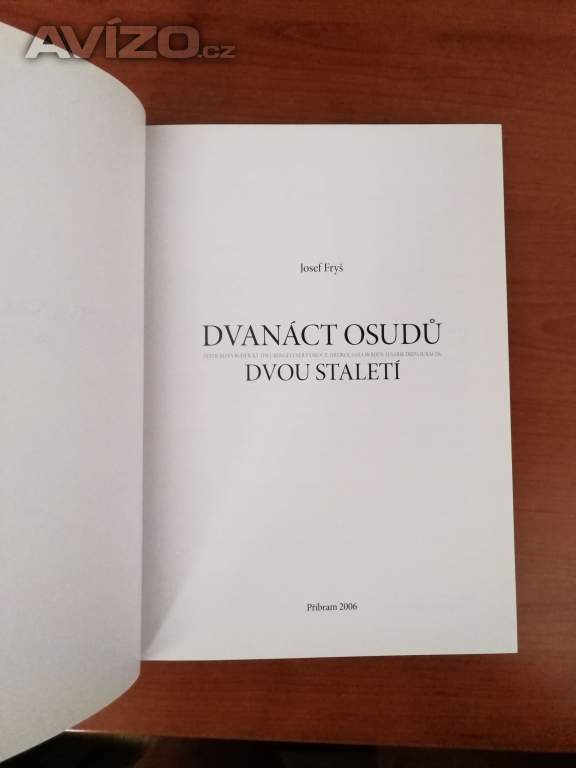 AVÍZO.cz
Josef Fryš
DVANÁCT OSUDŮ
DVOU STALETÍ
Příbram 2006